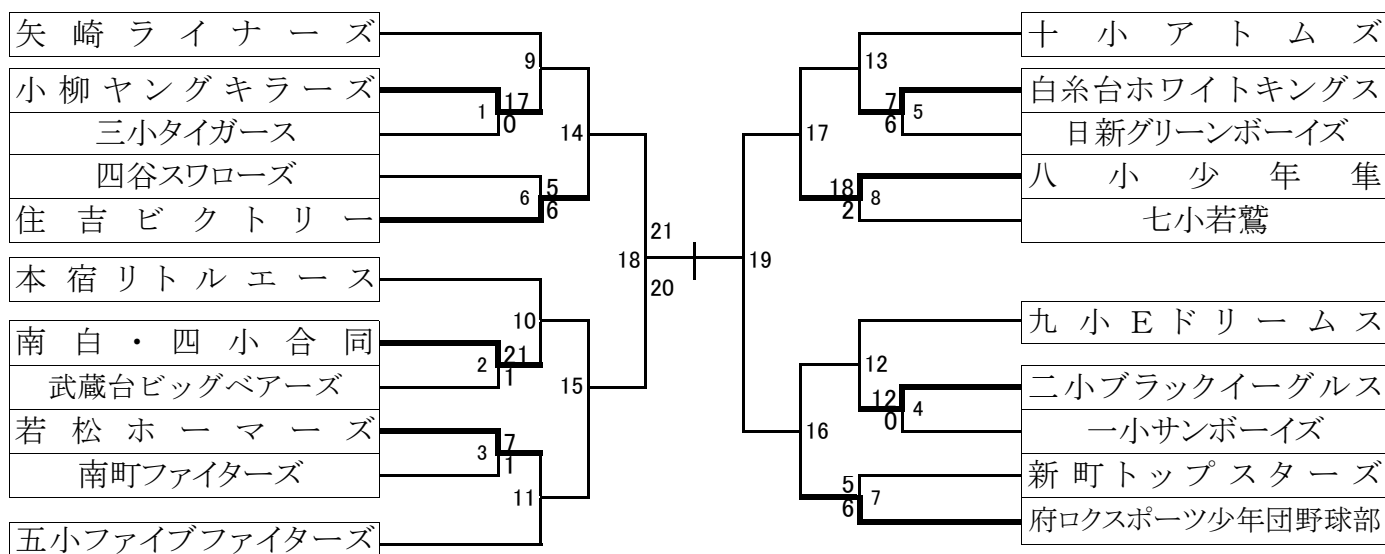 矢崎ライナーズ
9
小柳ヤングキラーズ
1
17
0
三小タイガース
14
四谷スワローズ
6
5
6
住吉ビクトリー
18
21
20
本宿リトルエース
10
南白・四小合同
2
21
1
武蔵台ビッグベアーズ
15
若松ホーマーズ
3
7
1
南町ファイターズ
11
五小ファイブファイターズ
十小アトムズ
13
白糸台ホワイトキングス
7
6
5
日新グリーンボーイズ
17
八小少年隼
18
2
8
七小若鷲
19
九小Eドリームス
12
二小ブラックイーグルス
12
0
4
一小サンボーイズ
16
新町トップスターズ
5
6
7
府ロクスポーツ少年団野球部